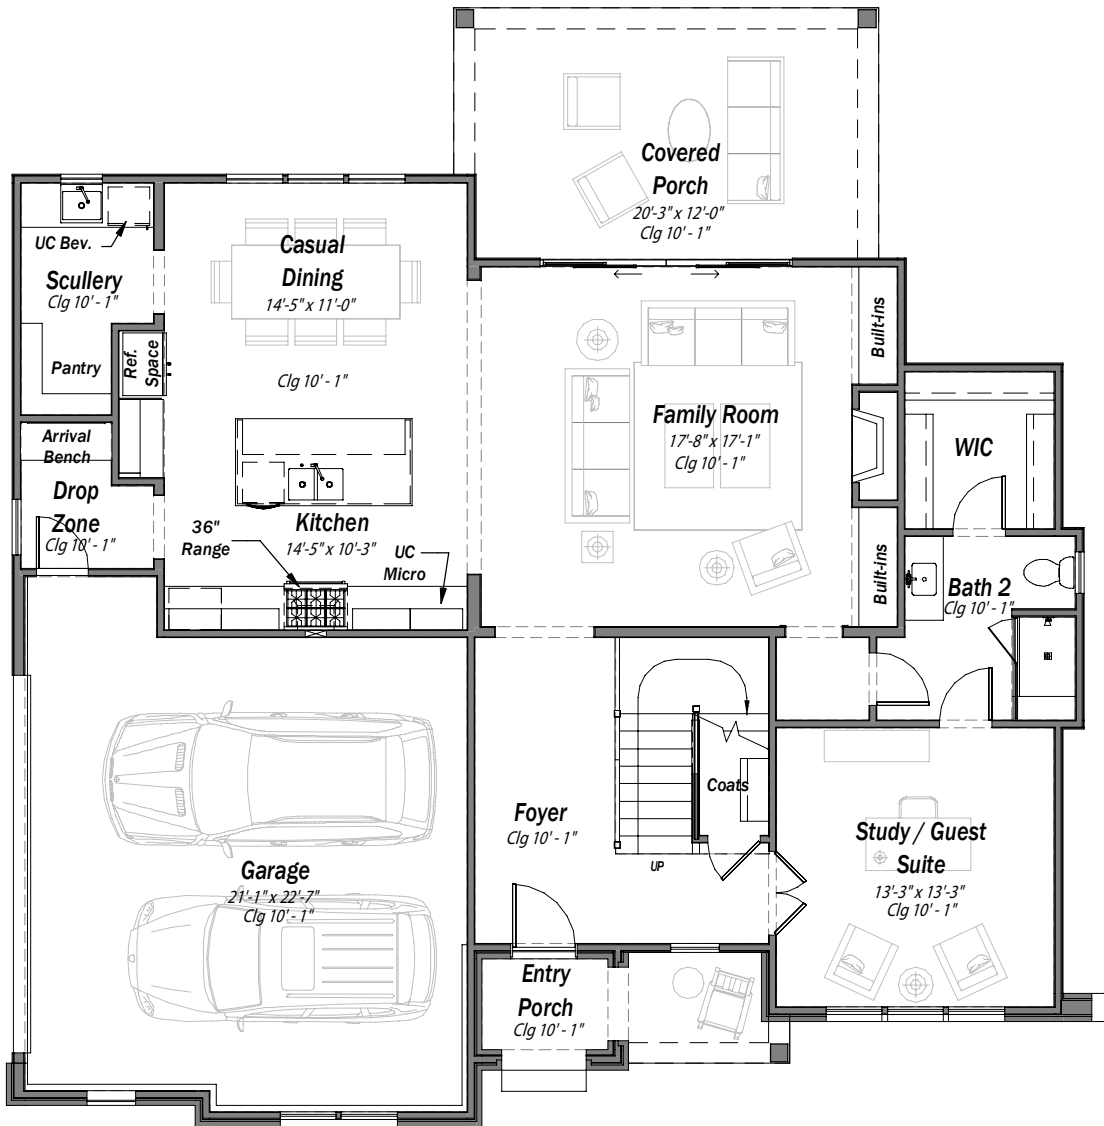 Covered
Porch
20'-3" x 12'-0"
Clg 10' - 1"
UC Bev.
Scullery
Clg 10' - 1"
Pantry
Ref.
Space
Casual
Dining
14'-5" x 11'-0"
Clg 10' - 1"
Built-Ins
Family Room
17'-8" x 17'-1"
Clg 10' - 1"
WIC
Arrival
Bench
Drop
Zone
Clg 10' - 1"
36"
Range
Kitchen
14'-5" x 10'-3"
UC
Micro
Built-ins
Bath 2
Clg 10' - 1"
Coats
Foyer
Clg 10' - 1"
UP
Study / Guest
Suite
13'-3" x 13'-3"
Clg 10' - 1"
Garage
21'-1" x 22'-7"
Clg 10' - 1"
Entry
Porch
Clg 10' - 1"